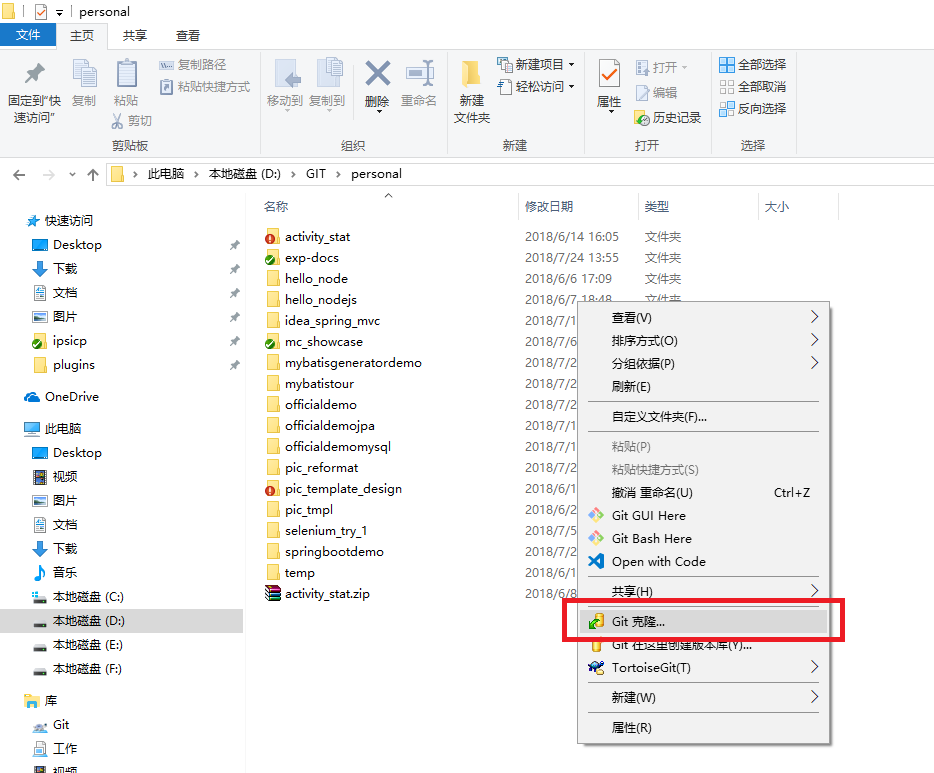 personal
文件 主页 共享 查看
固定到“快速访问”
复制
粘贴
复制路径
粘贴快捷方式
剪切
剪贴板
移动到
复制到
删除
重命名
组织
新建文件夹
新建项目
轻松访问
新建
属性
打开
编辑
历史记录
打开
全部选择
全部取消
反向选择
选择
此电脑 › 本地磁盘 (D:) › GIT › personal
名称 修改日期 类型 大小
快速访问
Desktop
下载
文档
图片
ipsicp
plugins
OneDrive
此电脑
Desktop
视频
图片
文档
下载
音乐
本地磁盘 (C:)
本地磁盘 (D:)
本地磁盘 (E:)
本地磁盘 (F:)
库
Git
工作
视频
activity_stat 2018/6/14 16:05 文件夹
exp-docs 2018/7/24 13:55 文件夹
hello_node 2018/6/6 17:09 文件夹
hello_nodejs 2018/6/7 18:48 文件夹
idea_spring_mvc 2018/7/1
mc_showcase 2018/7/6
mybatisgeneratordemo 2018/7/2
mybatistour 2018/7/2
officialdemo 2018/7/2
officialdemojpa 2018/7/1
officialdemomysql 2018/7/1
pic_reformat 2018/7/2
pic_template_design 2018/6/1
pic_tmpl 2018/6/2
selenium_try_1 2018/7/5
springbootdemo 2018/7/2
temp 2018/6/1
activity_stat.zip 2018/6/8
查看(V)
排序方式(O)
分组依据(P)
刷新(E)
自定义文件夹(F)...
粘贴(P)
粘贴快捷方式(S)
撤消 重命名(U) Ctrl+Z
Git GUI Here
Git Bash Here
Open with Code
共享(H)
Git 克隆...
Git 在这里创建版本库(Y)...
TortoiseGit(T)
新建(W)
属性(R)